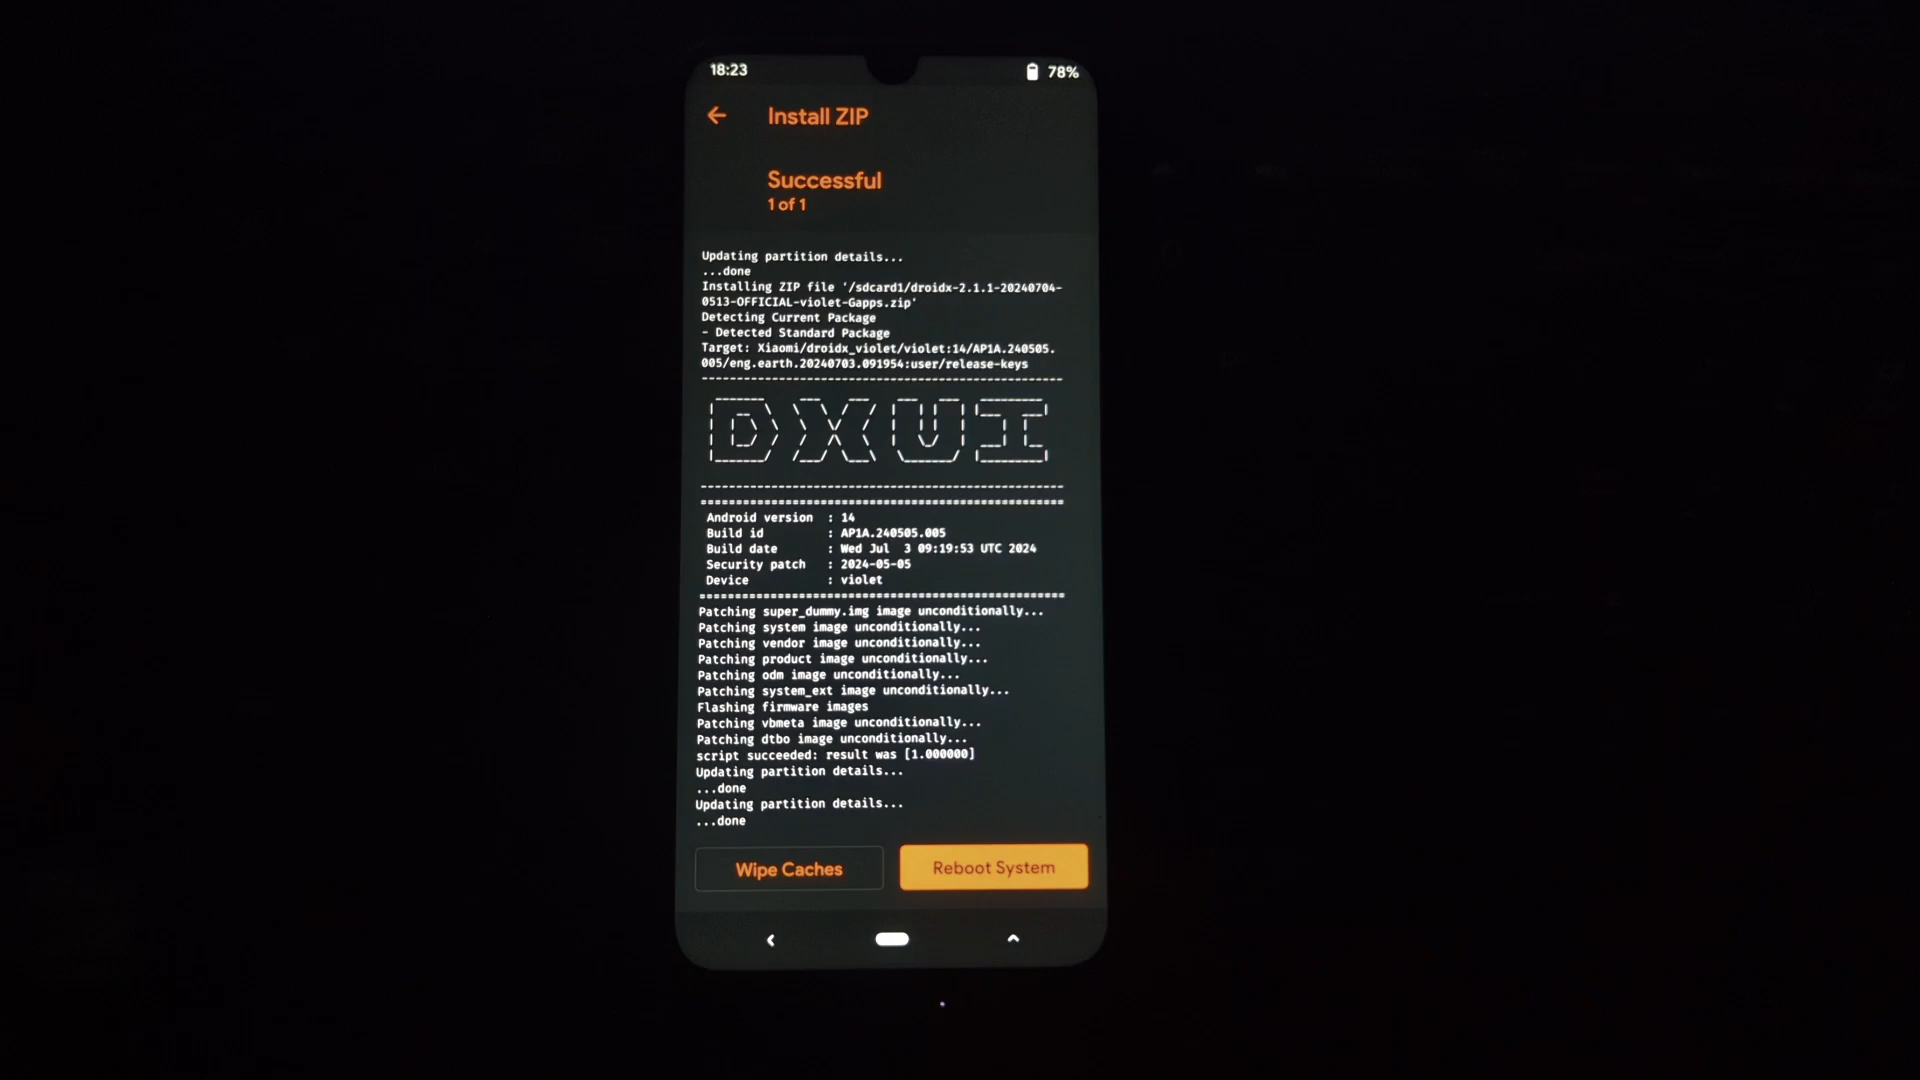 18:23
78%
Install ZIP
Successful
1 of 1
Updating partition details...
...done
Installing ZIP file '/sdcard1/droidx-2.1.1-20240704-
0513-OFFICIAL-violet-Gapps.zip'
Detecting Current Package
- Detected Standard Package
Target: Xiaomi/droidx_violet/violet:14/AP1A.240505.
005/eng.earth.20240703.091954:user/release-keys
DXUI
Android version : 14
Build id : AP1A.240505.005
Build date : Wed Jul 3 09:19:53 UTC 2024
Security patch : 2024-05-05
Device : violet
Patching super_dummy.img image unconditionally...
Patching system image unconditionally...
Patching vendor image unconditionally...
Patching product image unconditionally...
Patching odm image unconditionally...
Patching system_ext image unconditionally...
Flashing firmware images
Patching vbmeta image unconditionally...
Patching dtbo image unconditionally...
script succeeded: result was [1.000000]
Updating partition details...
...done
Updating partition details...
...done
Wipe Caches
Reboot System